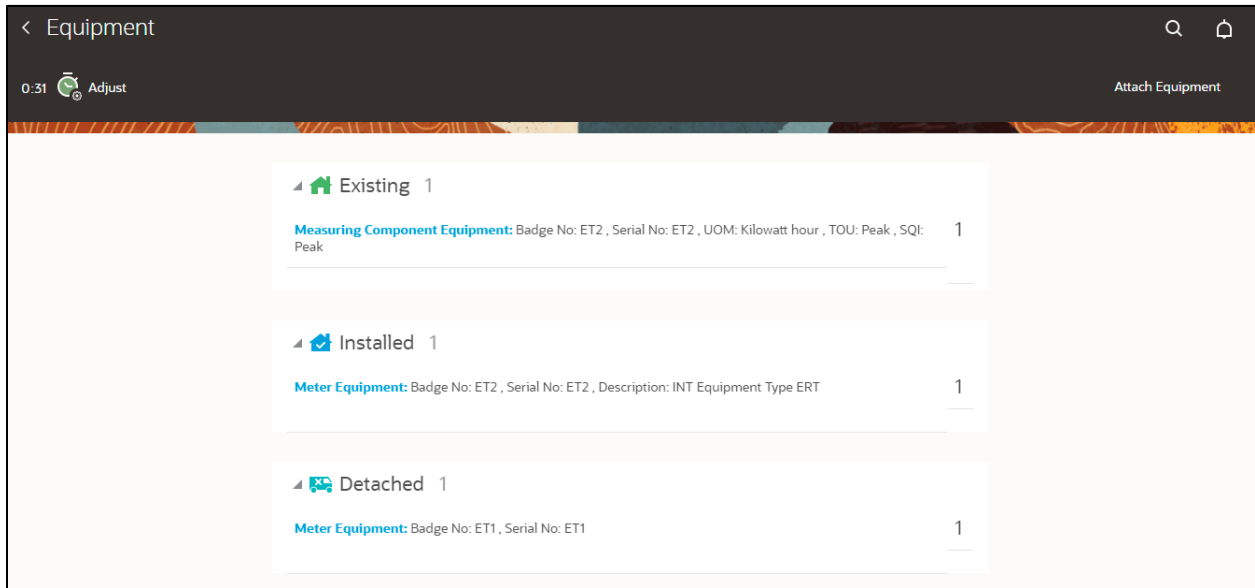 Equipment
0:31 Adjust
Attach Equipment
Existing 1
Measuring Component Equipment: Badge No: ET2 , Serial No: ET2 , UOM: Kilowatt hour , TOU: Peak , SQI:
Peak
1
Installed 1
Meter Equipment: Badge No: ET2 , Serial No: ET2 , Description: INT Equipment Type ERT
1
Detached 1
Meter Equipment: Badge No: ET1 , Serial No: ET1
1